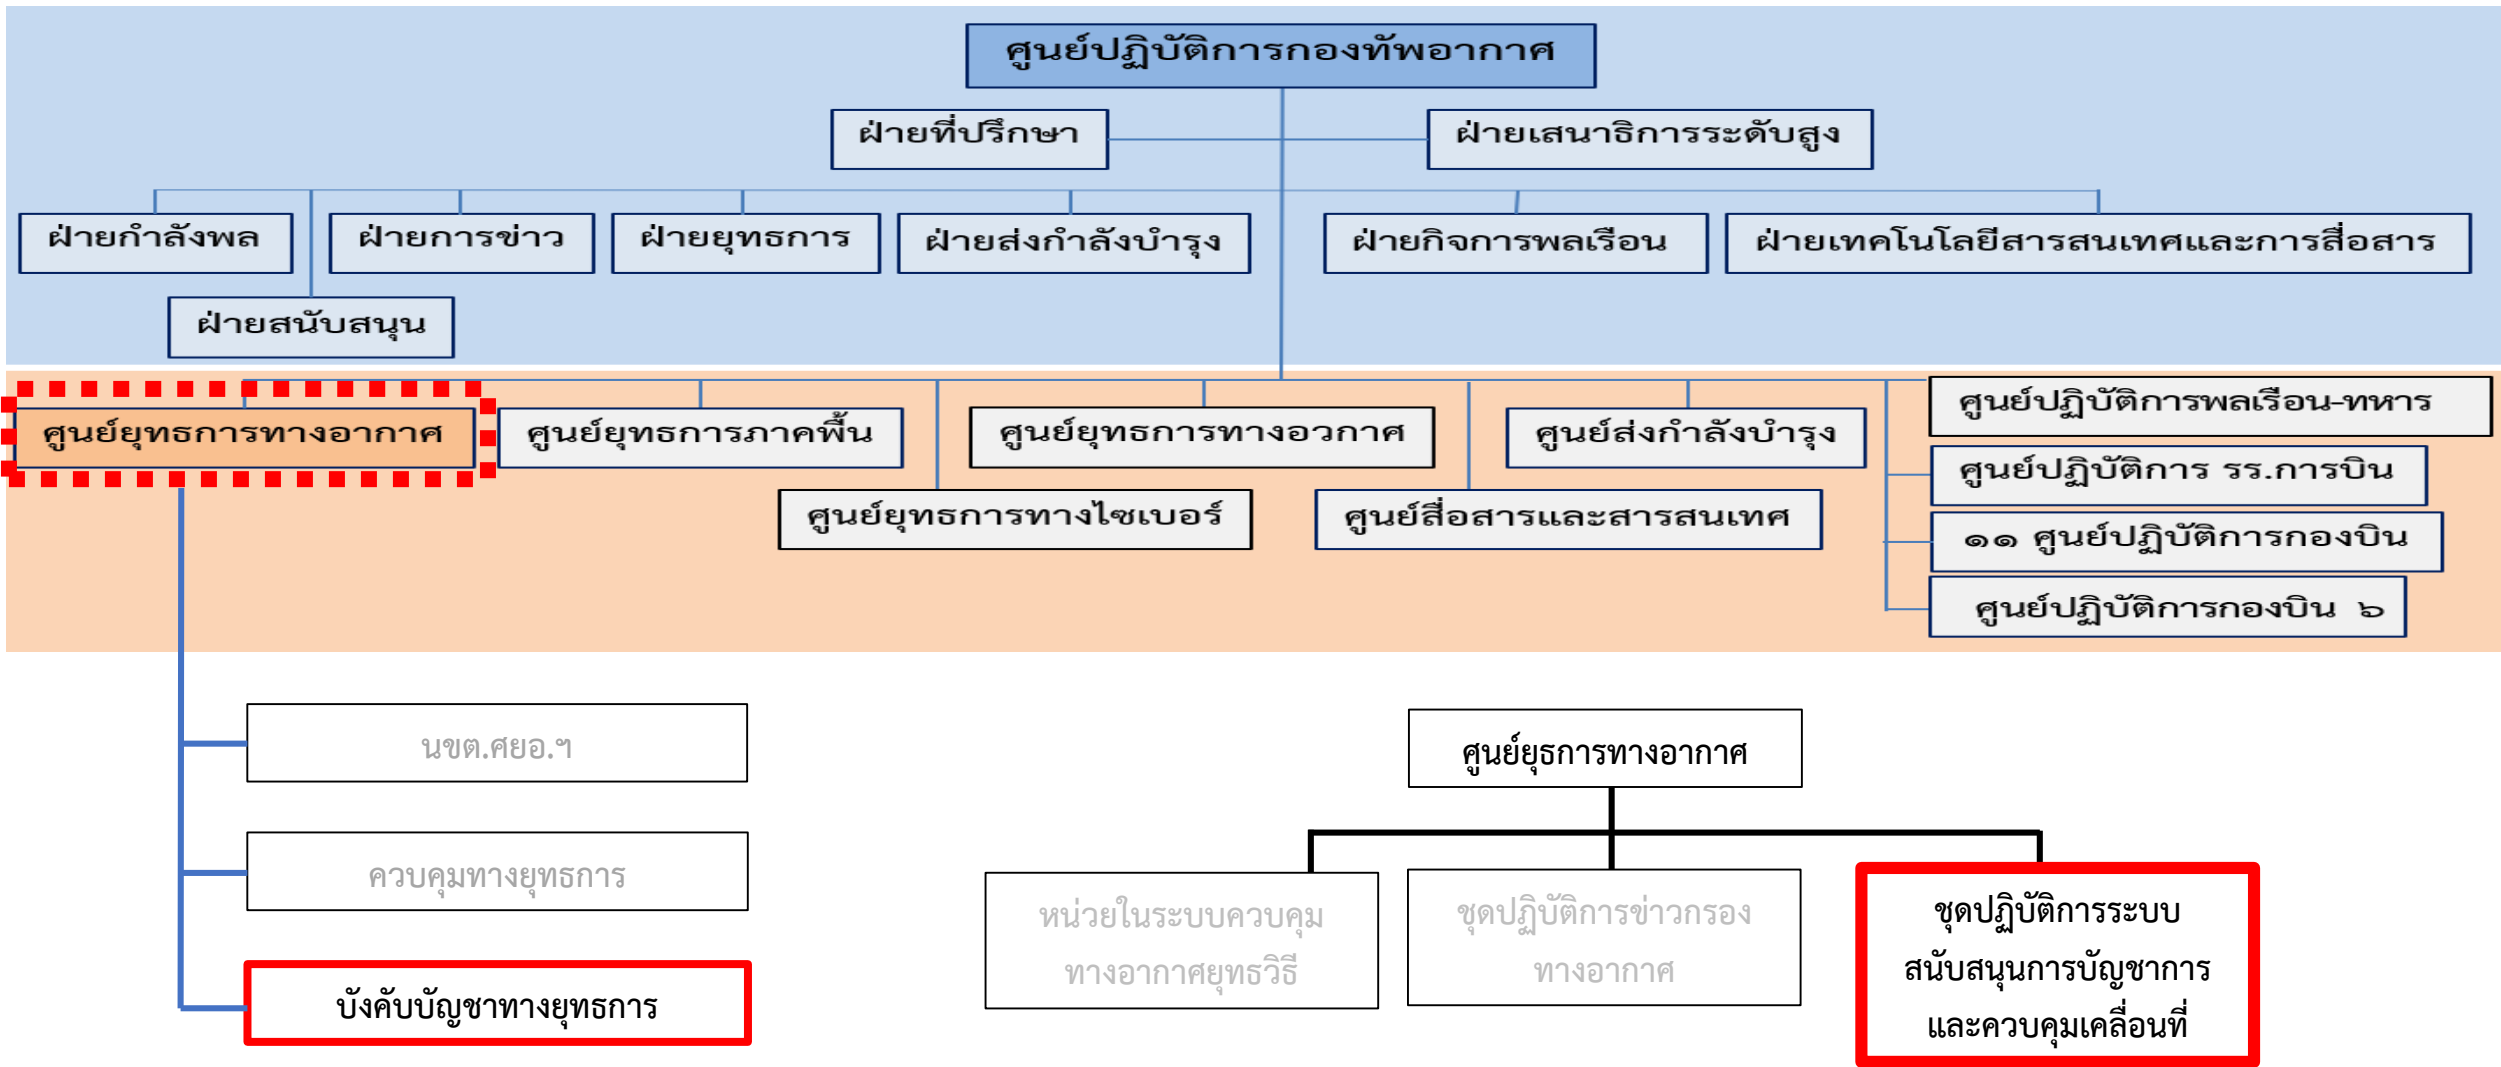 ศูนย์ปฏิบัติการกองทัพอากาศ
ฝ่ายที่ปรึกษา
ฝ่ายเสนาธิการระดับสูง
ฝ่ายกำลังพล
ฝ่ายการข่าว
ฝ่ายยุทธการ
ฝ่ายส่งกำลังบำรุง
ฝ่ายกิจการพลเรือน
ฝ่ายเทคโนโลยีสารสนเทศและการสื่อสาร
ฝ่ายสนับสนุน
ศูนย์ยุทธการทางอากาศ
ศูนย์ยุทธการภาคพื้น
ศูนย์ยุทธการทางอวกาศ
ศูนย์ส่งกำลังบำรุง
ศูนย์ปฏิบัติการพลเรือน-ทหาร
ศูนย์ปฏิบัติการ รร.การบิน
ศูนย์ยุทธการทางไซเบอร์
ศูนย์สื่อสารและสารสนเทศ
๑๑ ศูนย์ปฏิบัติการกองบิน
ศูนย์ปฏิบัติการกองบิน ๖
นขต.ศยอ.ฯ
ควบคุมทางยุทธการ
บังคับบัญชาทางยุทธการ
ศูนย์ยุธการทางอากาศ
หน่วยในระบบควบคุม
ทางอากาศยุทธวิธี
ชุดปฏิบัติการข่าวกรอง
ทางอากาศ
ชุดปฏิบัติการระบบ
สนับสนุนการบัญชาการ
และควบคุมเคลื่อนที่